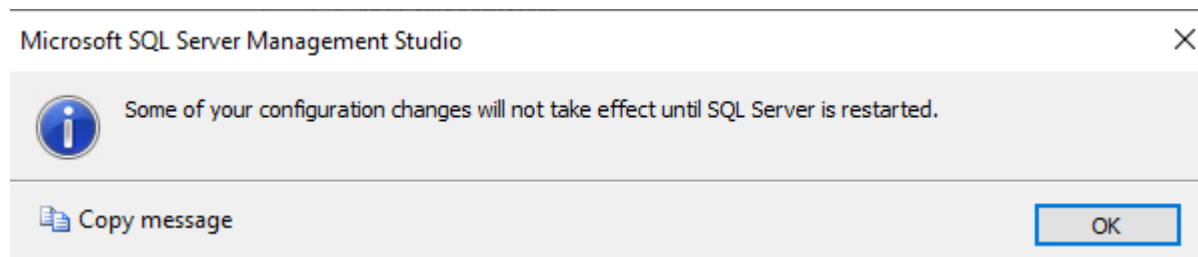 Microsoft SQL Server Management Studio
Some of your configuration changes will not take effect until SQL Server is restarted.
Copy message
OK